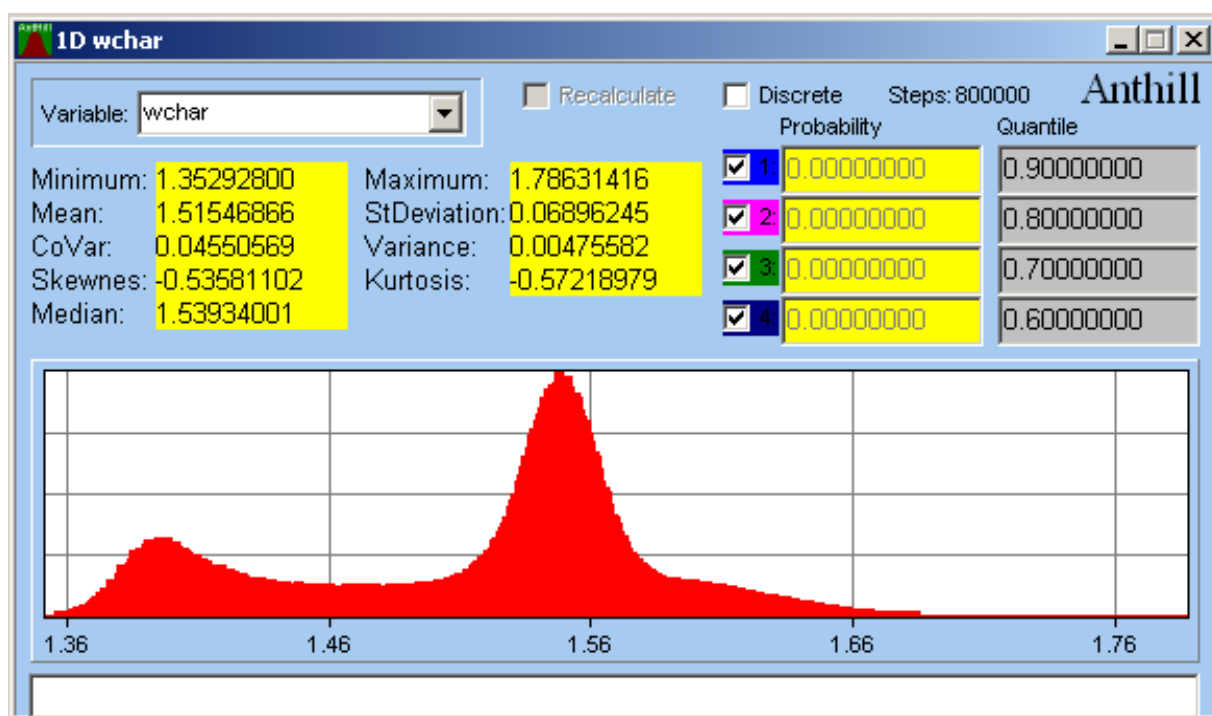 Anthill
1D wchar
Variable: wchar
Recalculate
Discrete Steps: 800000 Anthill
Probability Quantile
Minimum: 1.35292800 Maximum: 1.78631416 1: 0.00000000 0.90000000
Mean: 1.51546866 StDeviation: 0.06896245 2: 0.00000000 0.80000000
CoVar: 0.04550569 Variance: 0.00475582 3: 0.00000000 0.70000000
Skewnes: -0.53581102 Kurtosis: -0.57218979 4: 0.00000000 0.60000000
Median: 1.53934001
1.36 1.46 1.56 1.66 1.76